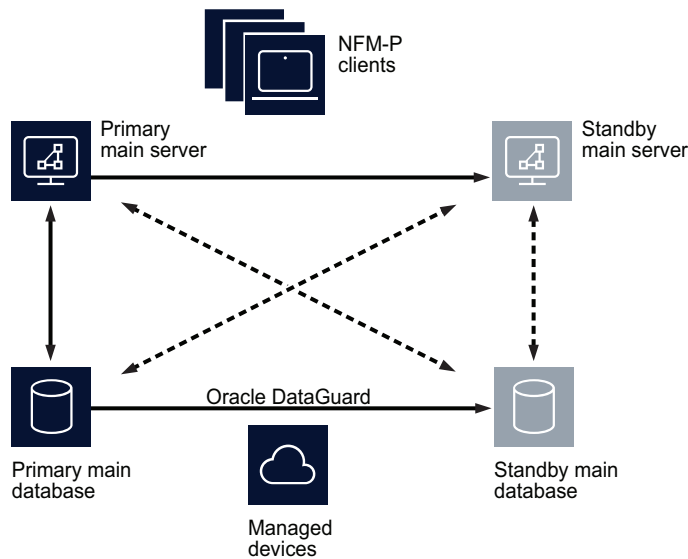 NFM-P
clients
Primary
main server
Standby
main server
Oracle DataGuard
Primary main
database
Standby main
database
Managed
devices